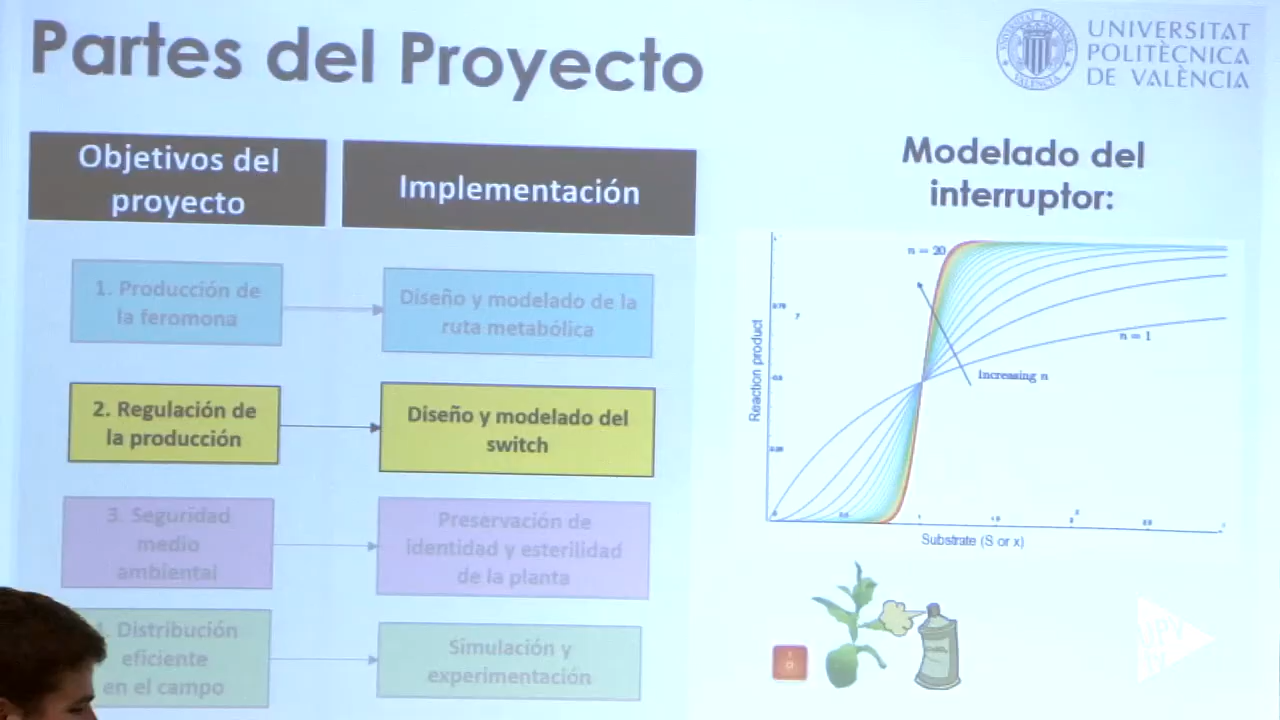 Partes del Proyecto
UNIVERSITAT
POLITÈCNICA
DE VALÈNCIA
Objetivos del
proyecto
Implementación
1. Producción de
la feromona
Diseño y modelado de la
ruta metabólica
2. Regulación de
la producción
Diseño y modelado del
switch
3. Seguridad
medio
ambiental
Preservación de
identidad y esterilidad
de la planta
4. Distribución
eficiente
en el campo
Simulación y
experimentación
Modelado del
interruptor:
n = 20
n = 1
Increasing n
Reaction product
Substrate (S or x)
UPV